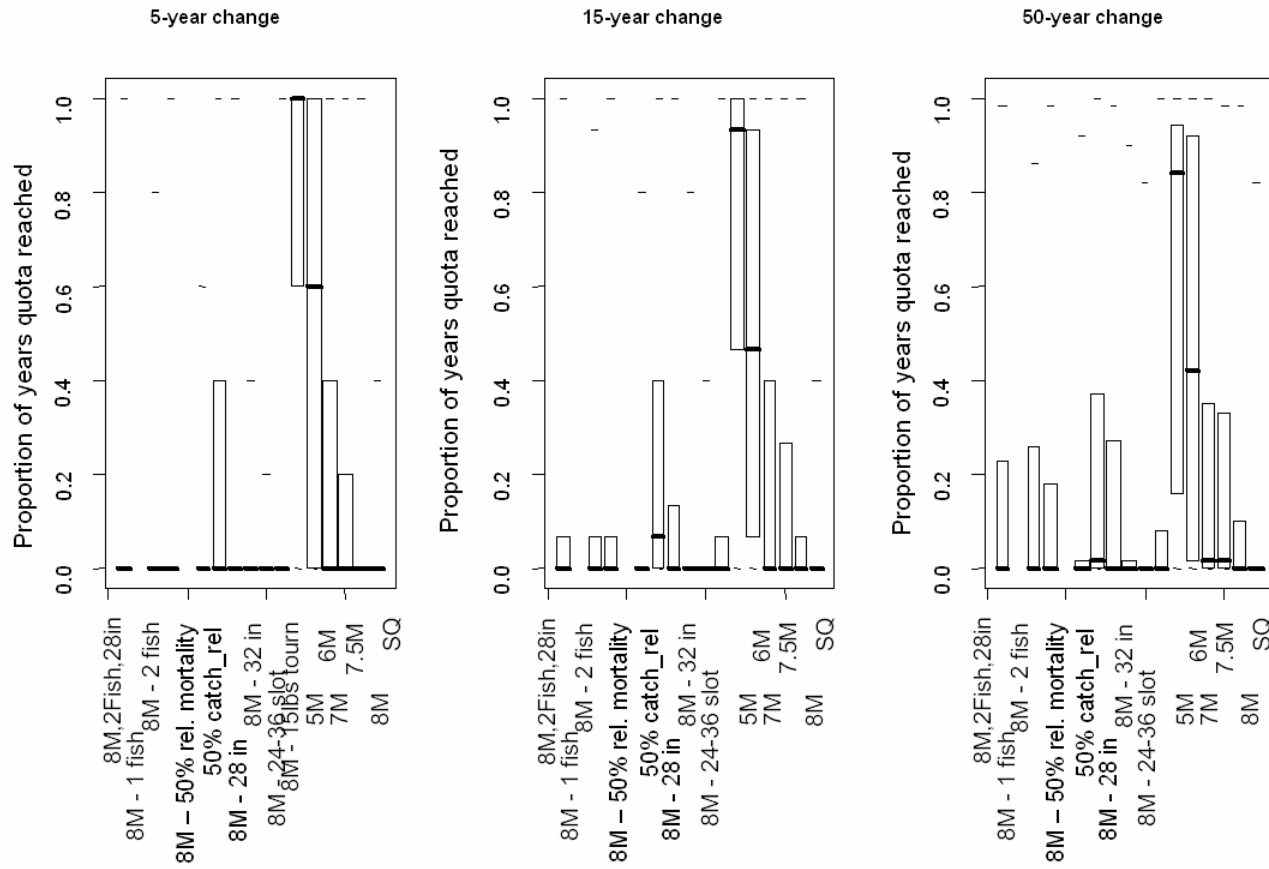 5-year change
Proportion of years quota reached
1.0
0.8
0.6
0.4
0.2
0.0
8M,2Fish,28in
8M - 1 fish
8M - 2 fish
8M – 50% rel. mortality
50% catch_rel
8M - 28 in
8M - 32 in
8M - 24-36 slot
8M - 15lbs tourn
5M
6M
7M
7.5M
8M
SQ
15-year change
Proportion of years quota reached
1.0
0.8
0.6
0.4
0.2
0.0
8M,2Fish,28in
8M - 1 fish
8M - 2 fish
8M – 50% rel. mortality
50% catch_rel
8M - 28 in
8M - 32 in
8M - 24-36 slot
5M
6M
7M
7.5M
8M
SQ
50-year change
Proportion of years quota reached
1.0
0.8
0.6
0.4
0.2
0.0
8M,2Fish,28in
8M - 1 fish
8M - 2 fish
8M – 50% rel. mortality
50% catch_rel
8M - 28 in
8M - 32 in
8M - 24-36 slot
5M
6M
7M
7.5M
8M
SQ